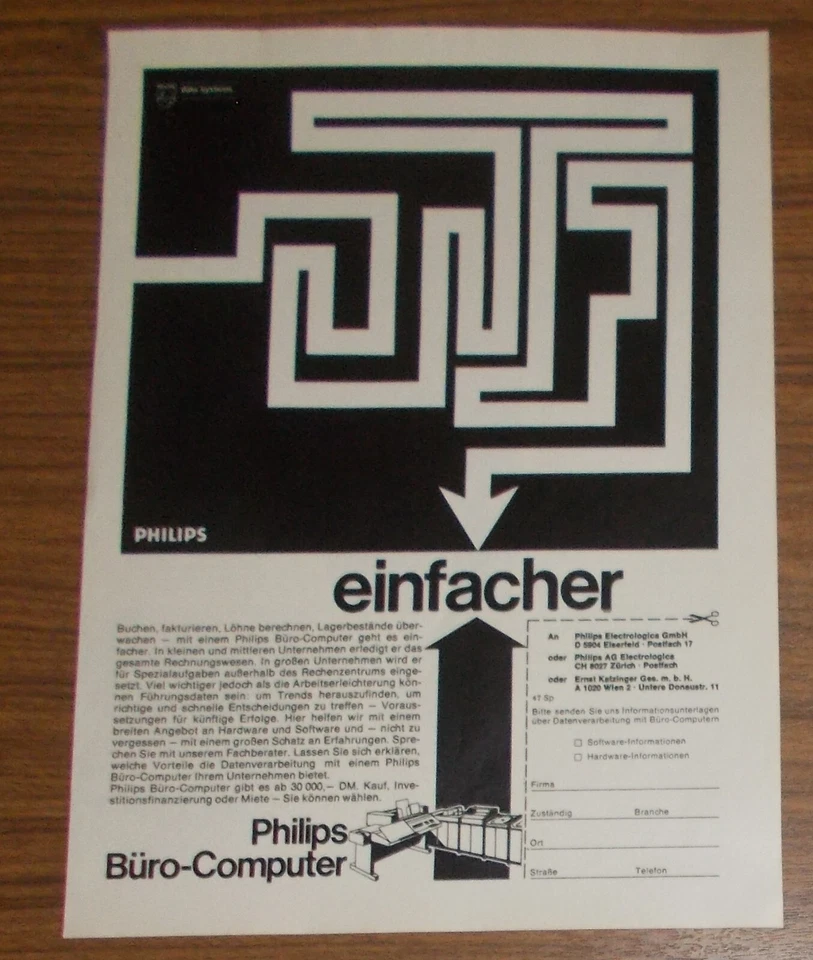 Büro Systeme
PHILIPS
einfacher
Buchen, fakturieren, Löhne berechnen, Lagerbestände über-
wachen – mit einem Philips Büro-Computer geht es ein-
facher. In kleinen und mittleren Unternehmen erledigt er das
gesamte Rechnungswesen. In großen Unternehmen wird er
für Spezialaufgaben außerhalb des Rechenzentrums einge-
setzt. Viel wichtiger jedoch als die Arbeitserleichterung kön-
nen Führungsdaten sein: um Trends herauszufinden, um
richtige und schnelle Entscheidungen zu treffen – Voraus-
setzungen für künftige Erfolge. Hier helfen wir mit einem
breiten Angebot an Hardware und Software und – nicht zu
vergessen – mit einem großen Schatz an Erfahrungen. Spre-
chen Sie mit unserem Fachberater. Lassen Sie sich erklären,
welche Vorteile die Datenverarbeitung mit einem Philips
Büro-Computer Ihrem Unternehmen bietet.
Philips Büro-Computer gibt es ab 30 000,– DM. Kauf, Inve-
stitionsfinanzierung oder Miete – Sie können wählen.
Philips
Büro-Computer
An Philips Electrologica GmbH
D 5904 Eiserfeld · Postfach 17
oder Philips AG Electrologica
CH 8027 Zürich · Postfach
oder Ernst Katzinger Ges. m. b. H.
A 1020 Wien 2 · Untere Donaustr. 11
47 Sp
Bitte senden Sie uns Informationsunterlagen
über Datenverarbeitung mit Büro-Computern
Software-Informationen
Hardware-Informationen
Firma
Zuständig Branche
Ort
Straße Telefon